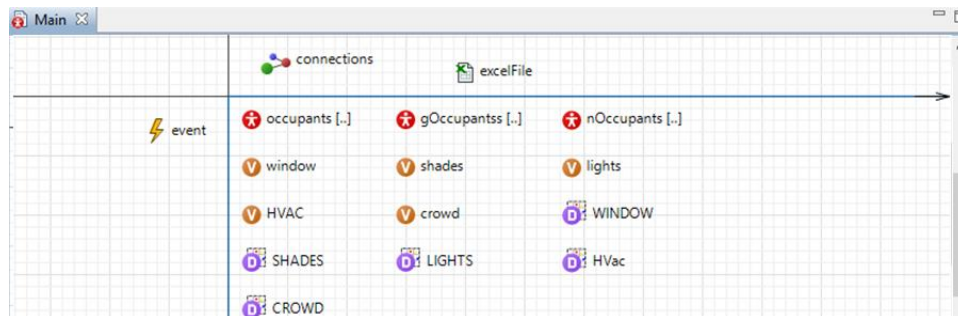 Main
connections
excelFile
event
occupants [..] gOccupantss [..] nOccupants [..]
window shades lights
HVAC crowd WINDOW
SHADES LIGHTS HVac
CROWD